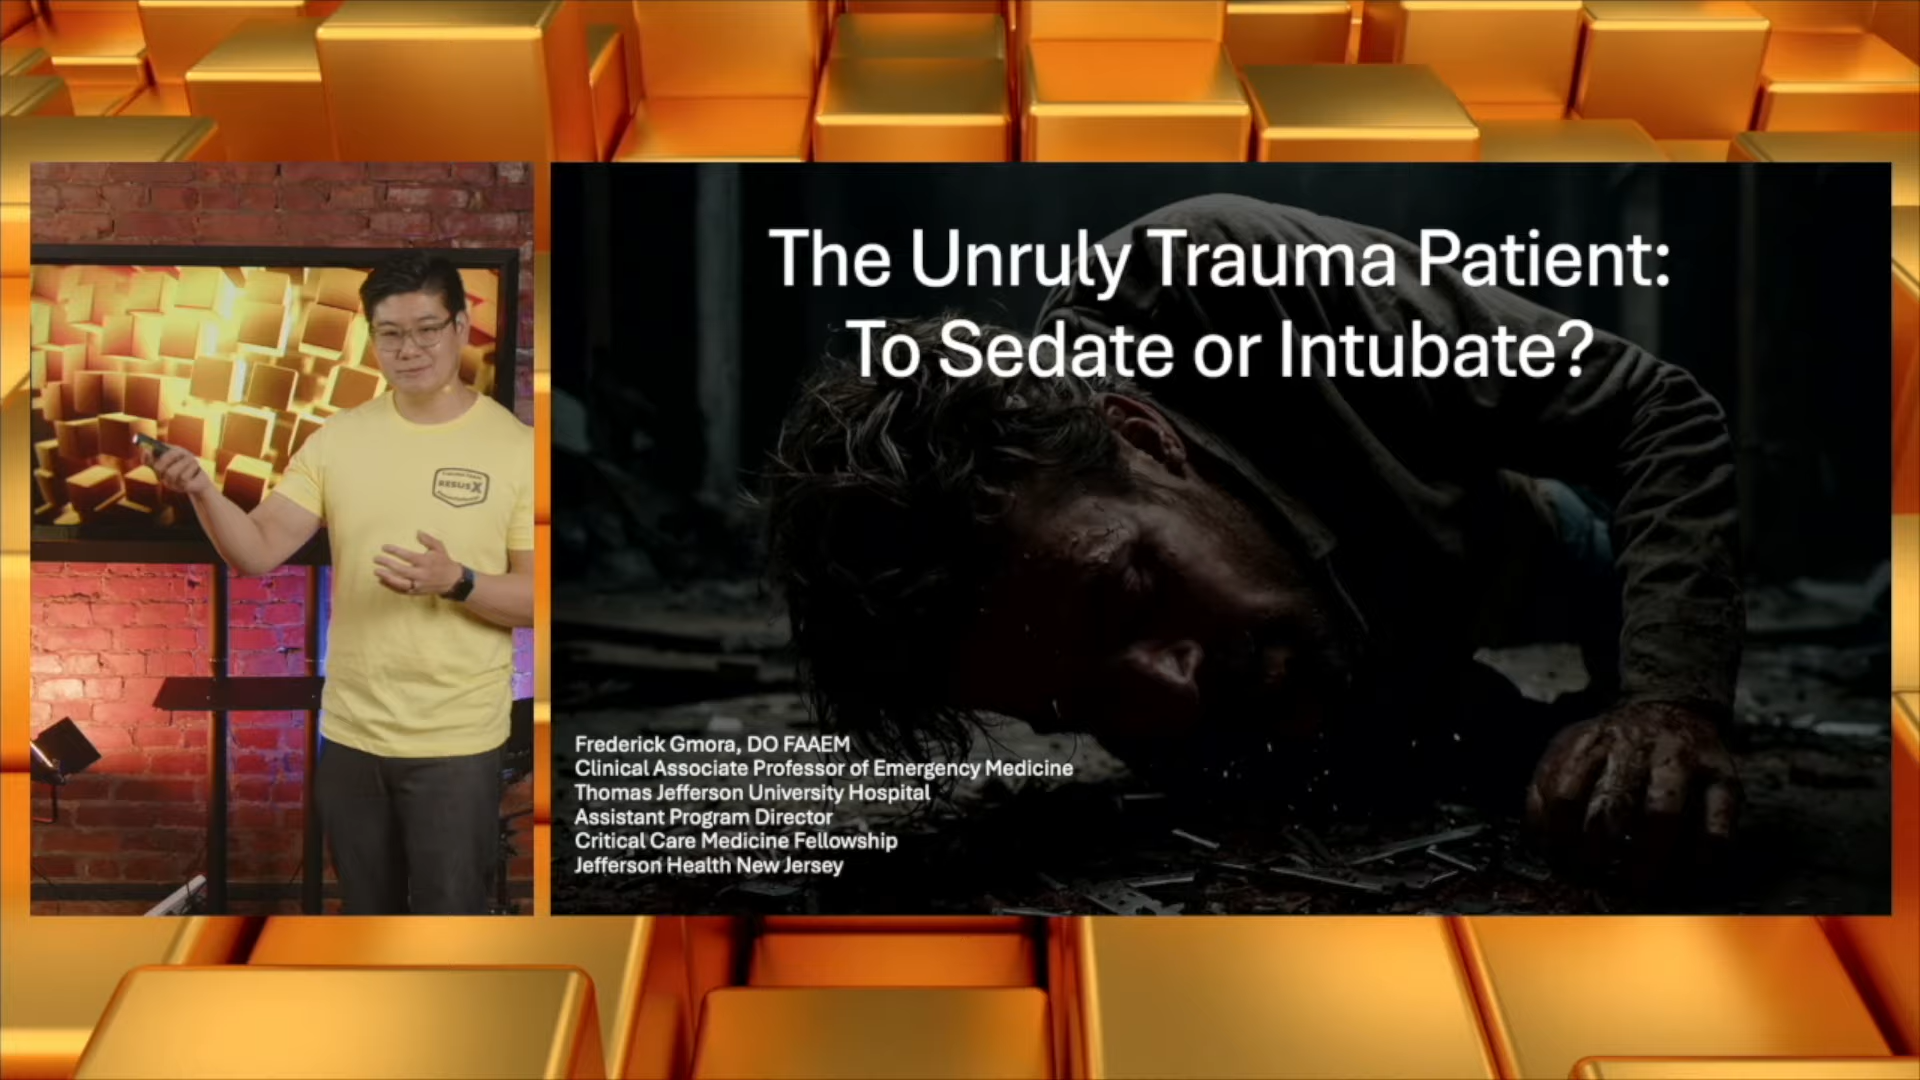 The Unruly Trauma Patient:
To Sedate or Intubate?
Frederick Gmora, DO FAAEM
Clinical Associate Professor of Emergency Medicine
Thomas Jefferson University Hospital
Assistant Program Director
Critical Care Medicine Fellowship
Jefferson Health New Jersey
RESUSX